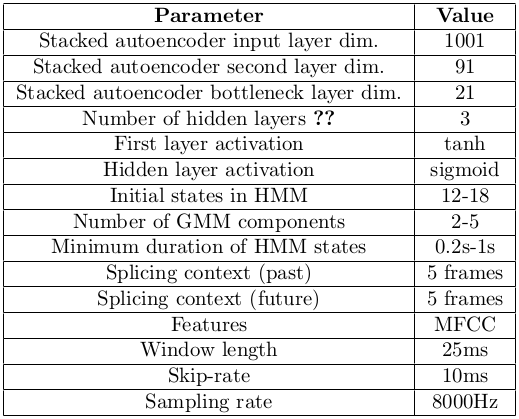 Parameter Value
Stacked autoencoder input layer dim. 1001
Stacked autoencoder second layer dim. 91
Stacked autoencoder bottleneck layer dim. 21
Number of hidden layers ?? 3
First layer activation tanh
Hidden layer activation sigmoid
Initial states in HMM 12-18
Number of GMM components 2-5
Minimum duration of HMM states 0.2s-1s
Splicing context (past) 5 frames
Splicing context (future) 5 frames
Features MFCC
Window length 25ms
Skip-rate 10ms
Sampling rate 8000Hz